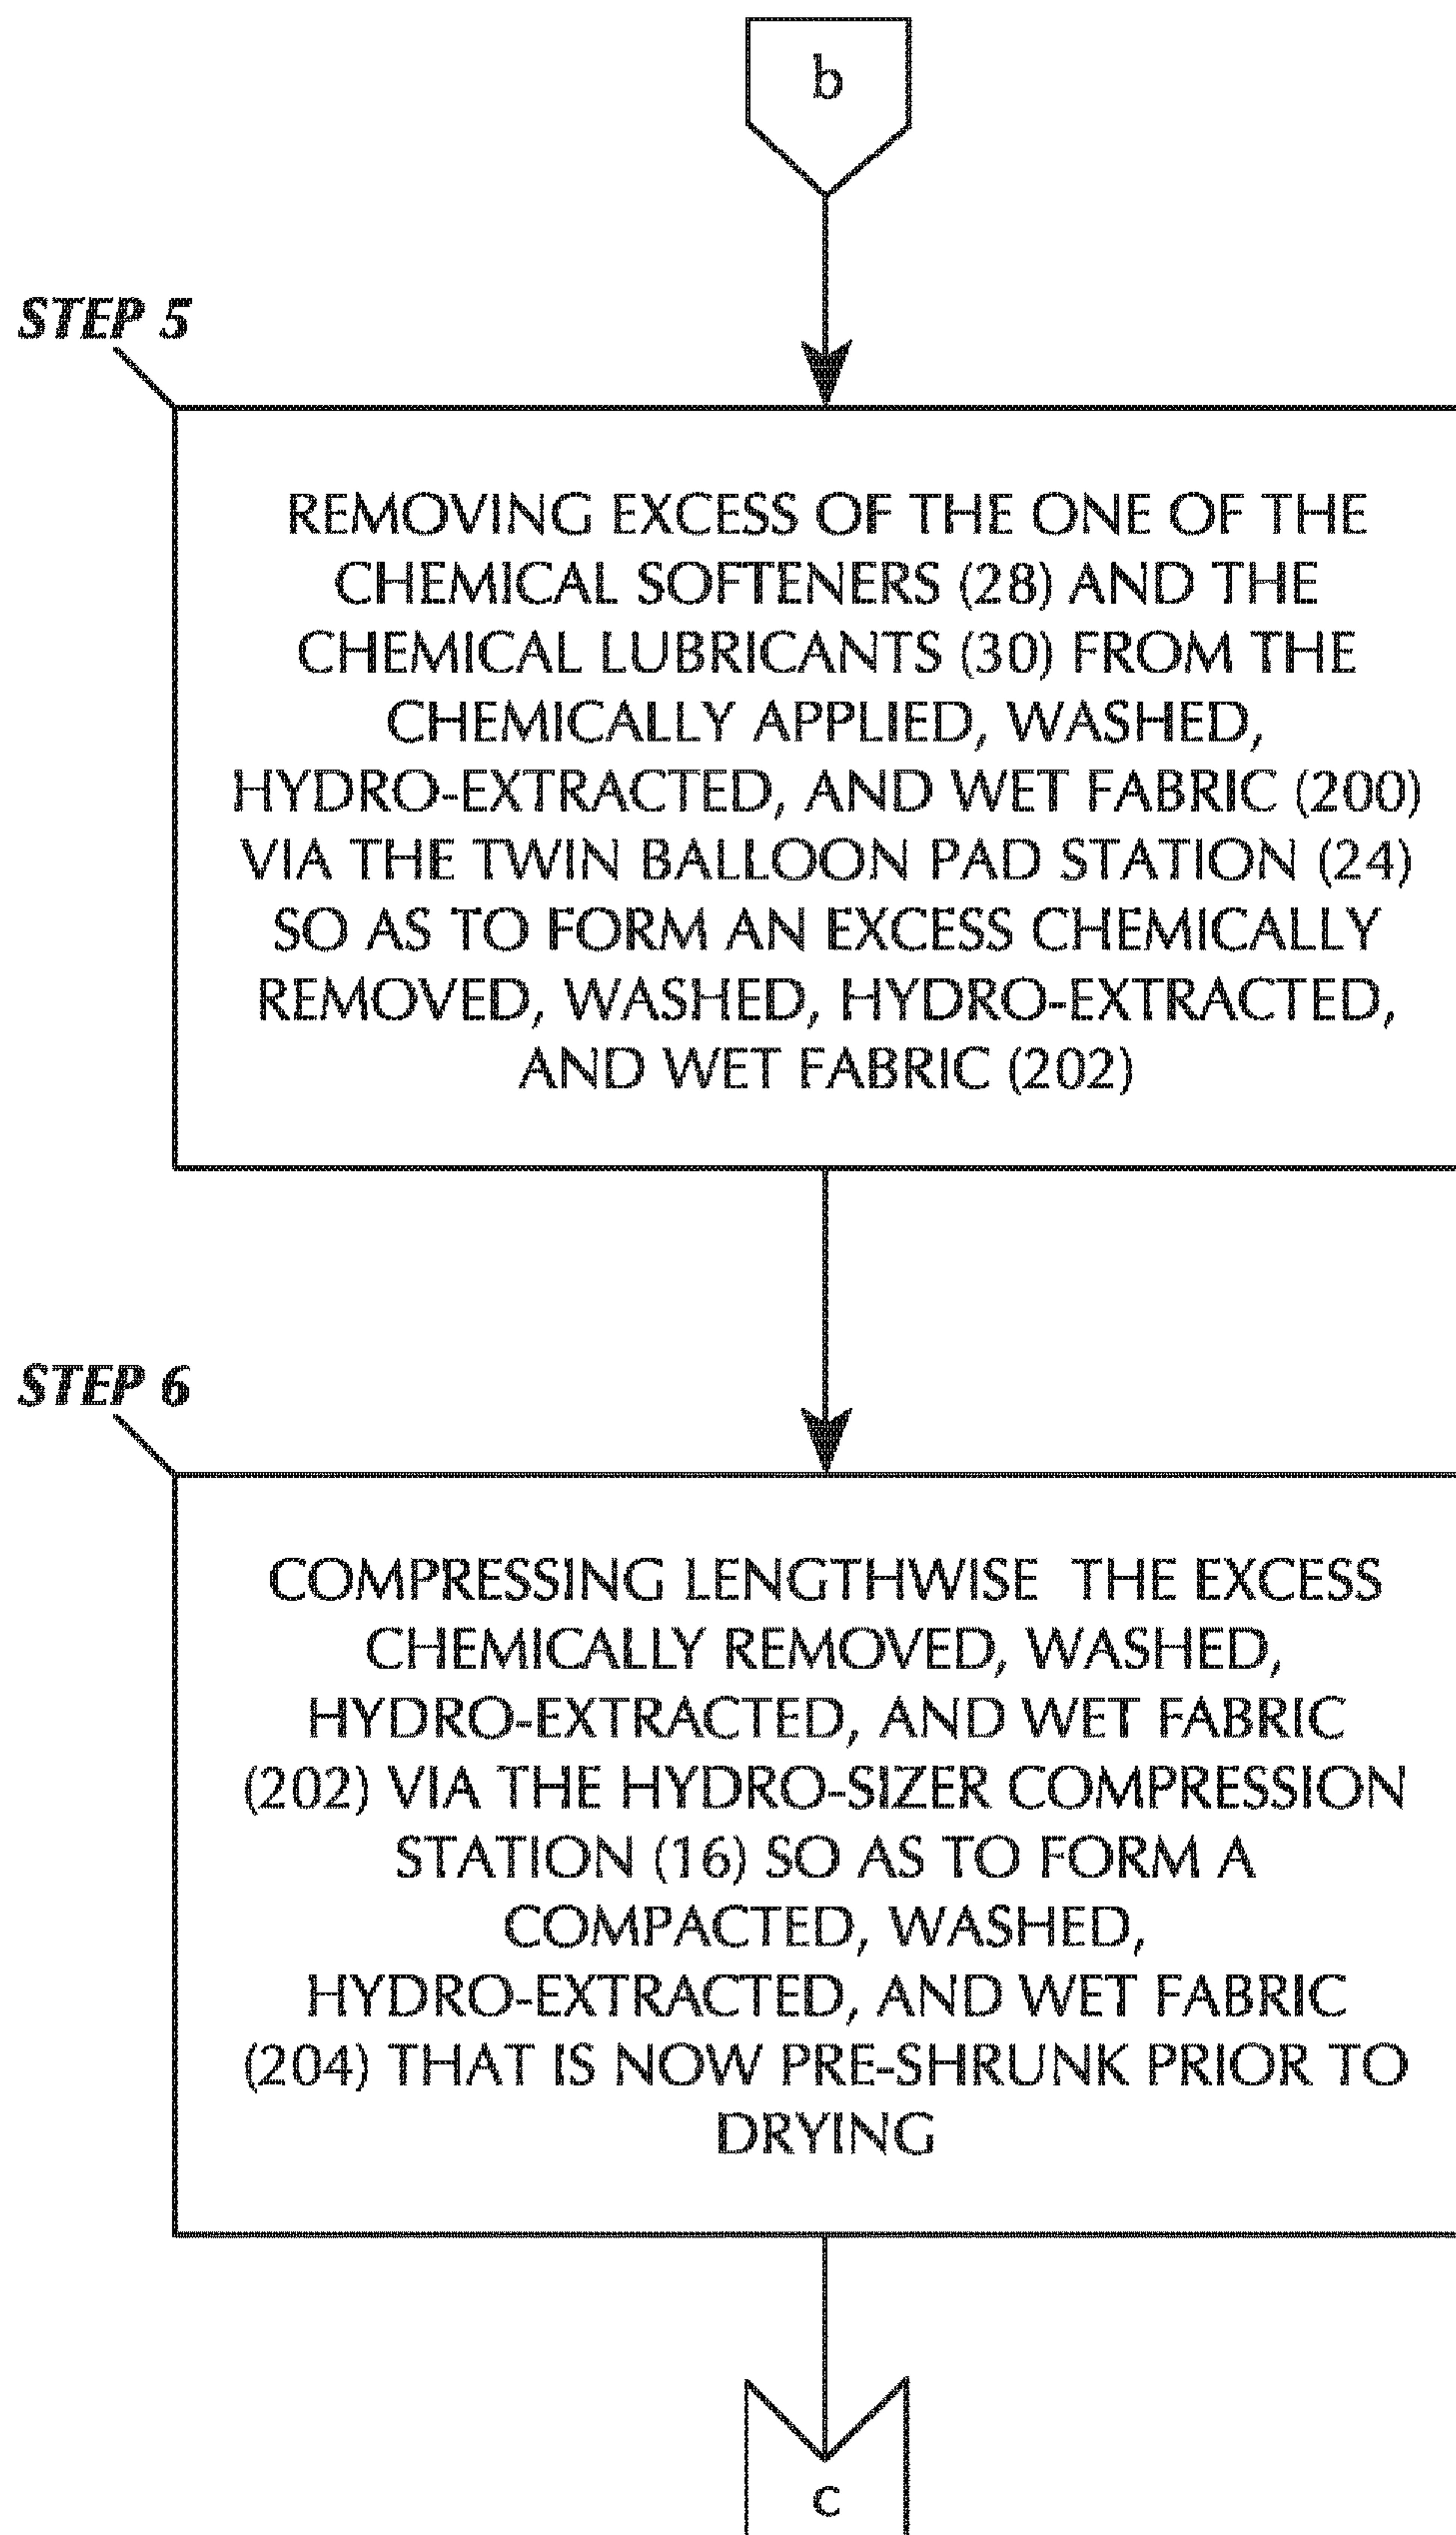 b
STEP 5
REMOVING EXCESS OF THE ONE OF THE
CHEMICAL SOFTENERS (28) AND THE
CHEMICAL LUBRICANTS (30) FROM THE
CHEMICALLY APPLIED, WASHED,
HYDRO-EXTRACTED, AND WET FABRIC (200)
VIA THE TWIN BALLOON PAD STATION (24)
SO AS TO FORM AN EXCESS CHEMICALLY
REMOVED, WASHED, HYDRO-EXTRACTED,
AND WET FABRIC (202)
STEP 6
COMPRESSING LENGTHWISE THE EXCESS
CHEMICALLY REMOVED, WASHED,
HYDRO-EXTRACTED, AND WET FABRIC
(202) VIA THE HYDRO-SIZER COMPRESSION
STATION (16) SO AS TO FORM A
COMPACTED, WASHED,
HYDRO-EXTRACTED, AND WET FABRIC
(204) THAT IS NOW PRE-SHRUNK PRIOR TO
DRYING
c